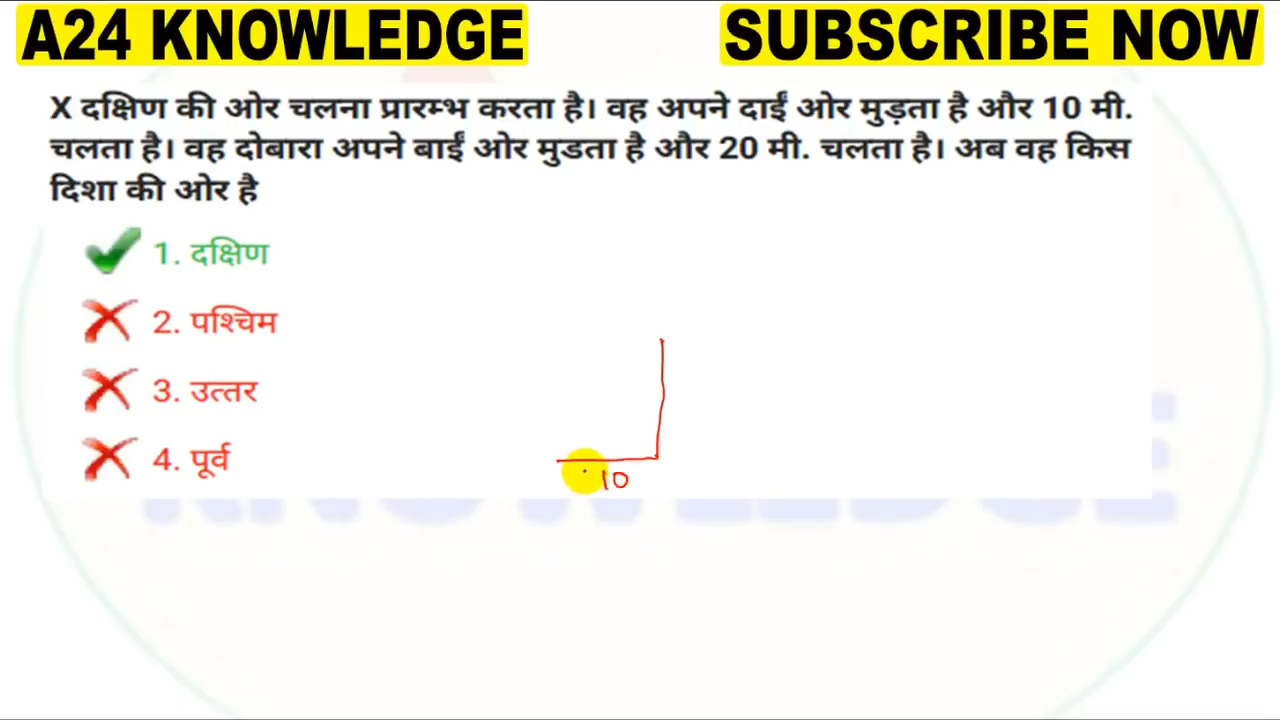 A24 KNOWLEDGE
SUBSCRIBE NOW
X दक्षिण की ओर चलना प्रारम्भ करता है। वह अपने दाईं ओर मुड़ता है और 10 मी.
चलता है। वह दोबारा अपने बाईं ओर मुडता है और 20 मी. चलता है। अब वह किस
दिशा की ओर है
1. दक्षिण
2. पश्चिम
3. उत्तर
4. पूर्व
10
KNOWLEDGE